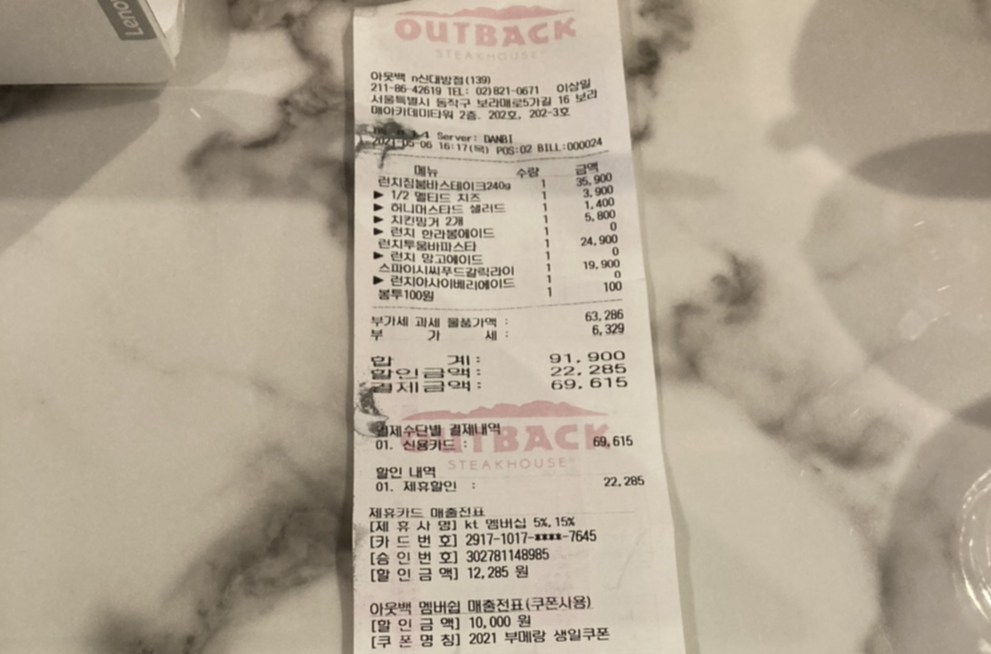 Leno
OUTBACK
STEAKHOUSE
아웃백 n신대방점(139)
211-86-42619 TEL: 02)821-0671 이상일
서울특별시 동작구 보라매로5가길 16 보라
매아카데미타워 2층. 202호, 202-3호
4 Server: DANBI
2021-05-06 16:17(목) POS:02 BILL:000024
메뉴 수량 금액
런치짐붐바스테이크240g 1 35,900
▶ 1/2 멜티드 치즈 1 3,900
▶ 허니머스타드 샐러드 1 1,400
▶ 치킨핑거 2개 1 5,800
▶ 런치 한라봉에이드 1 0
런치투움바파스타 1 24,900
▶ 런치 망고에이드 1 0
스파이시씨푸드갈릭라이 1 19,900
▶ 런치아사이베리에이드 1 0
봉투100원 1 100
부가세 과세 물품가액 : 63,286
부 가 세 : 6,329
합 계: 91.900
할인금액: 22.285
결제금액: 69.615
결제수단별 결제내역
OUTBACK
01. 신용카드 : 69,615
STEAKHOUSE
할인 내역
01. 제휴할인 : 22,285
제휴카드 매출전표
[제 휴 사 명] kt 멤버십 5%,15%
[카 드 번 호] 2917-1017-****-7645
[승 인 번 호] 302781148985
[할 인 금 액] 12,285 원
아웃백 멤버쉽 매출전표(쿠폰사용)
[할 인 금 액] 10,000 원
[쿠 폰 명 칭] 2021 부메랑 생일쿠폰